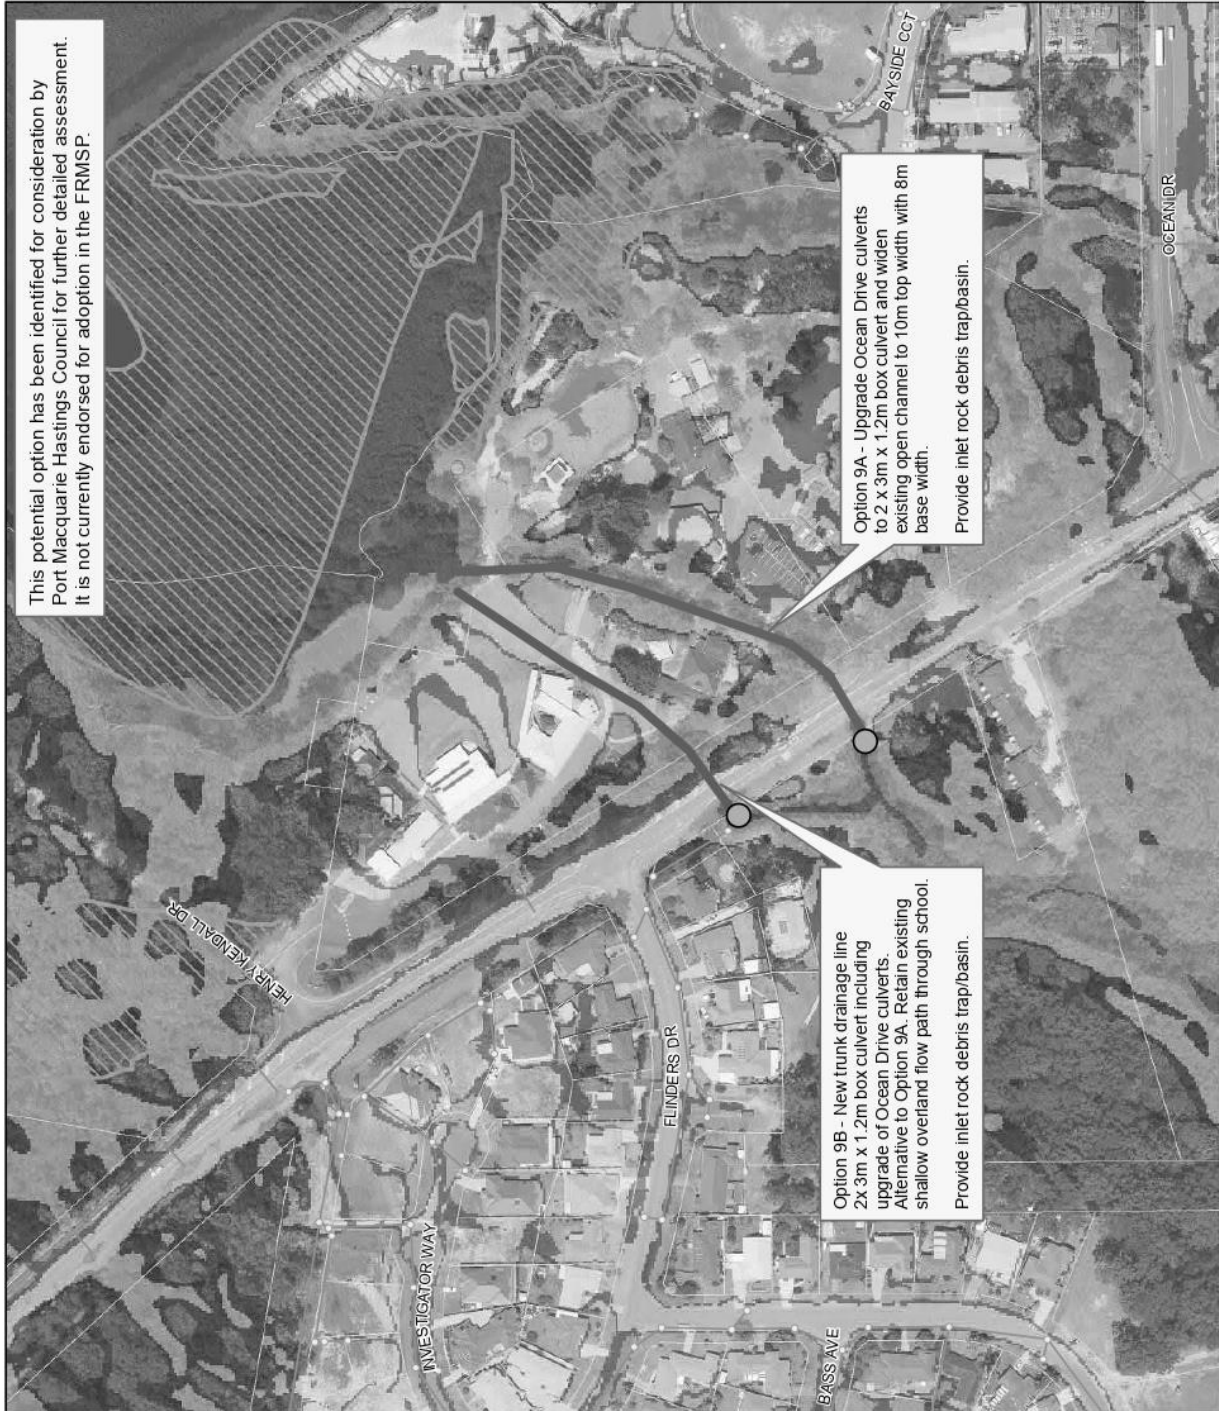 This potential option has been identified for consideration by
Port Macquarie Hastings Council for further detailed assessment.
It is not currently endorsed for adoption in the FRMSP.
HENRY KENDALL DR
BAYSIDE CCT
OCEAN DR
Option 9A - Upgrade Ocean Drive culverts
to 2 x 3m x 1.2m box culvert and widen
existing open channel to 10m top width with 8m
base width.
Provide inlet rock debris trap/basin.
Option 9B - New trunk drainage line
2x 3m x 1.2m box culvert including
upgrade of Ocean Drive culverts.
Alternative to Option 9A. Retain existing
shallow overland flow path through school.
Provide inlet rock debris trap/basin.
FLINDERS DR
INVESTIGATOR WAY
BASS AVE